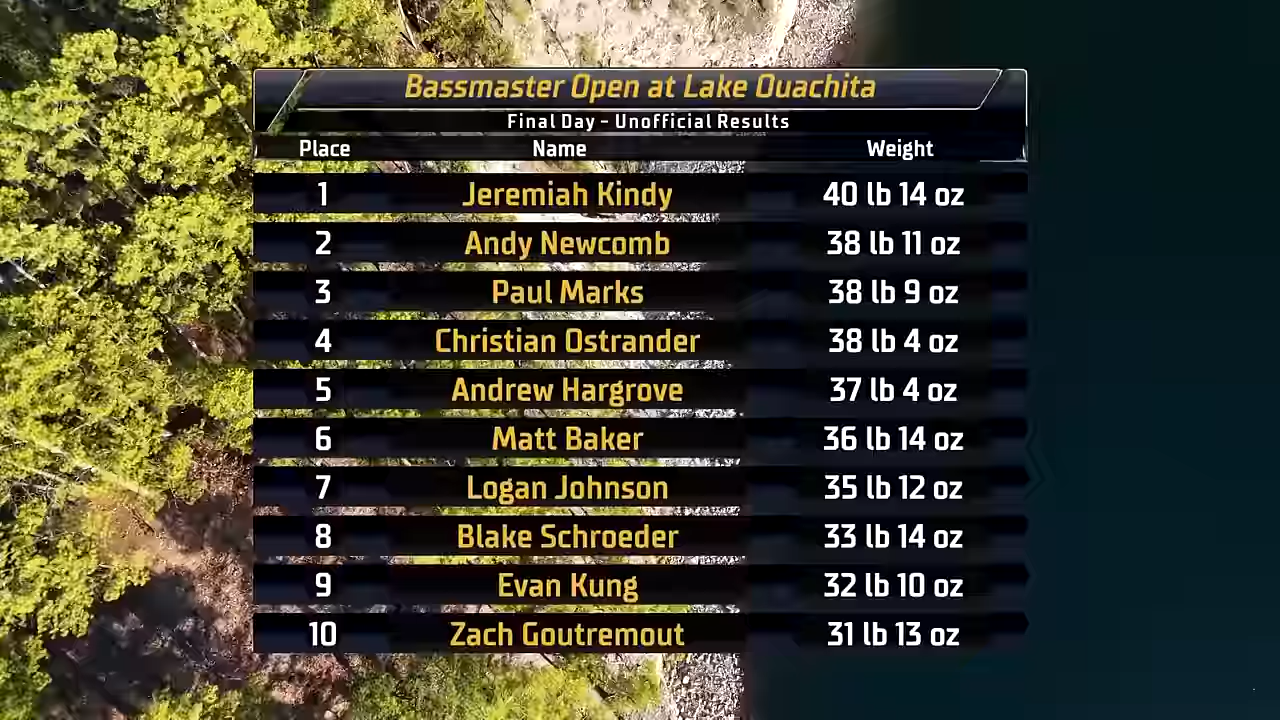 Bassmaster Open at Lake Ouachita
Final Day - Unofficial Results
Place Name Weight
1 Jeremiah Kindy 40 lb 14 oz
2 Andy Newcomb 38 lb 11 oz
3 Paul Marks 38 lb 9 oz
4 Christian Ostrander 38 lb 4 oz
5 Andrew Hargrove 37 lb 4 oz
6 Matt Baker 36 lb 14 oz
7 Logan Johnson 35 lb 12 oz
8 Blake Schroeder 33 lb 14 oz
9 Evan Kung 32 lb 10 oz
10 Zach Goutremout 31 lb 13 oz